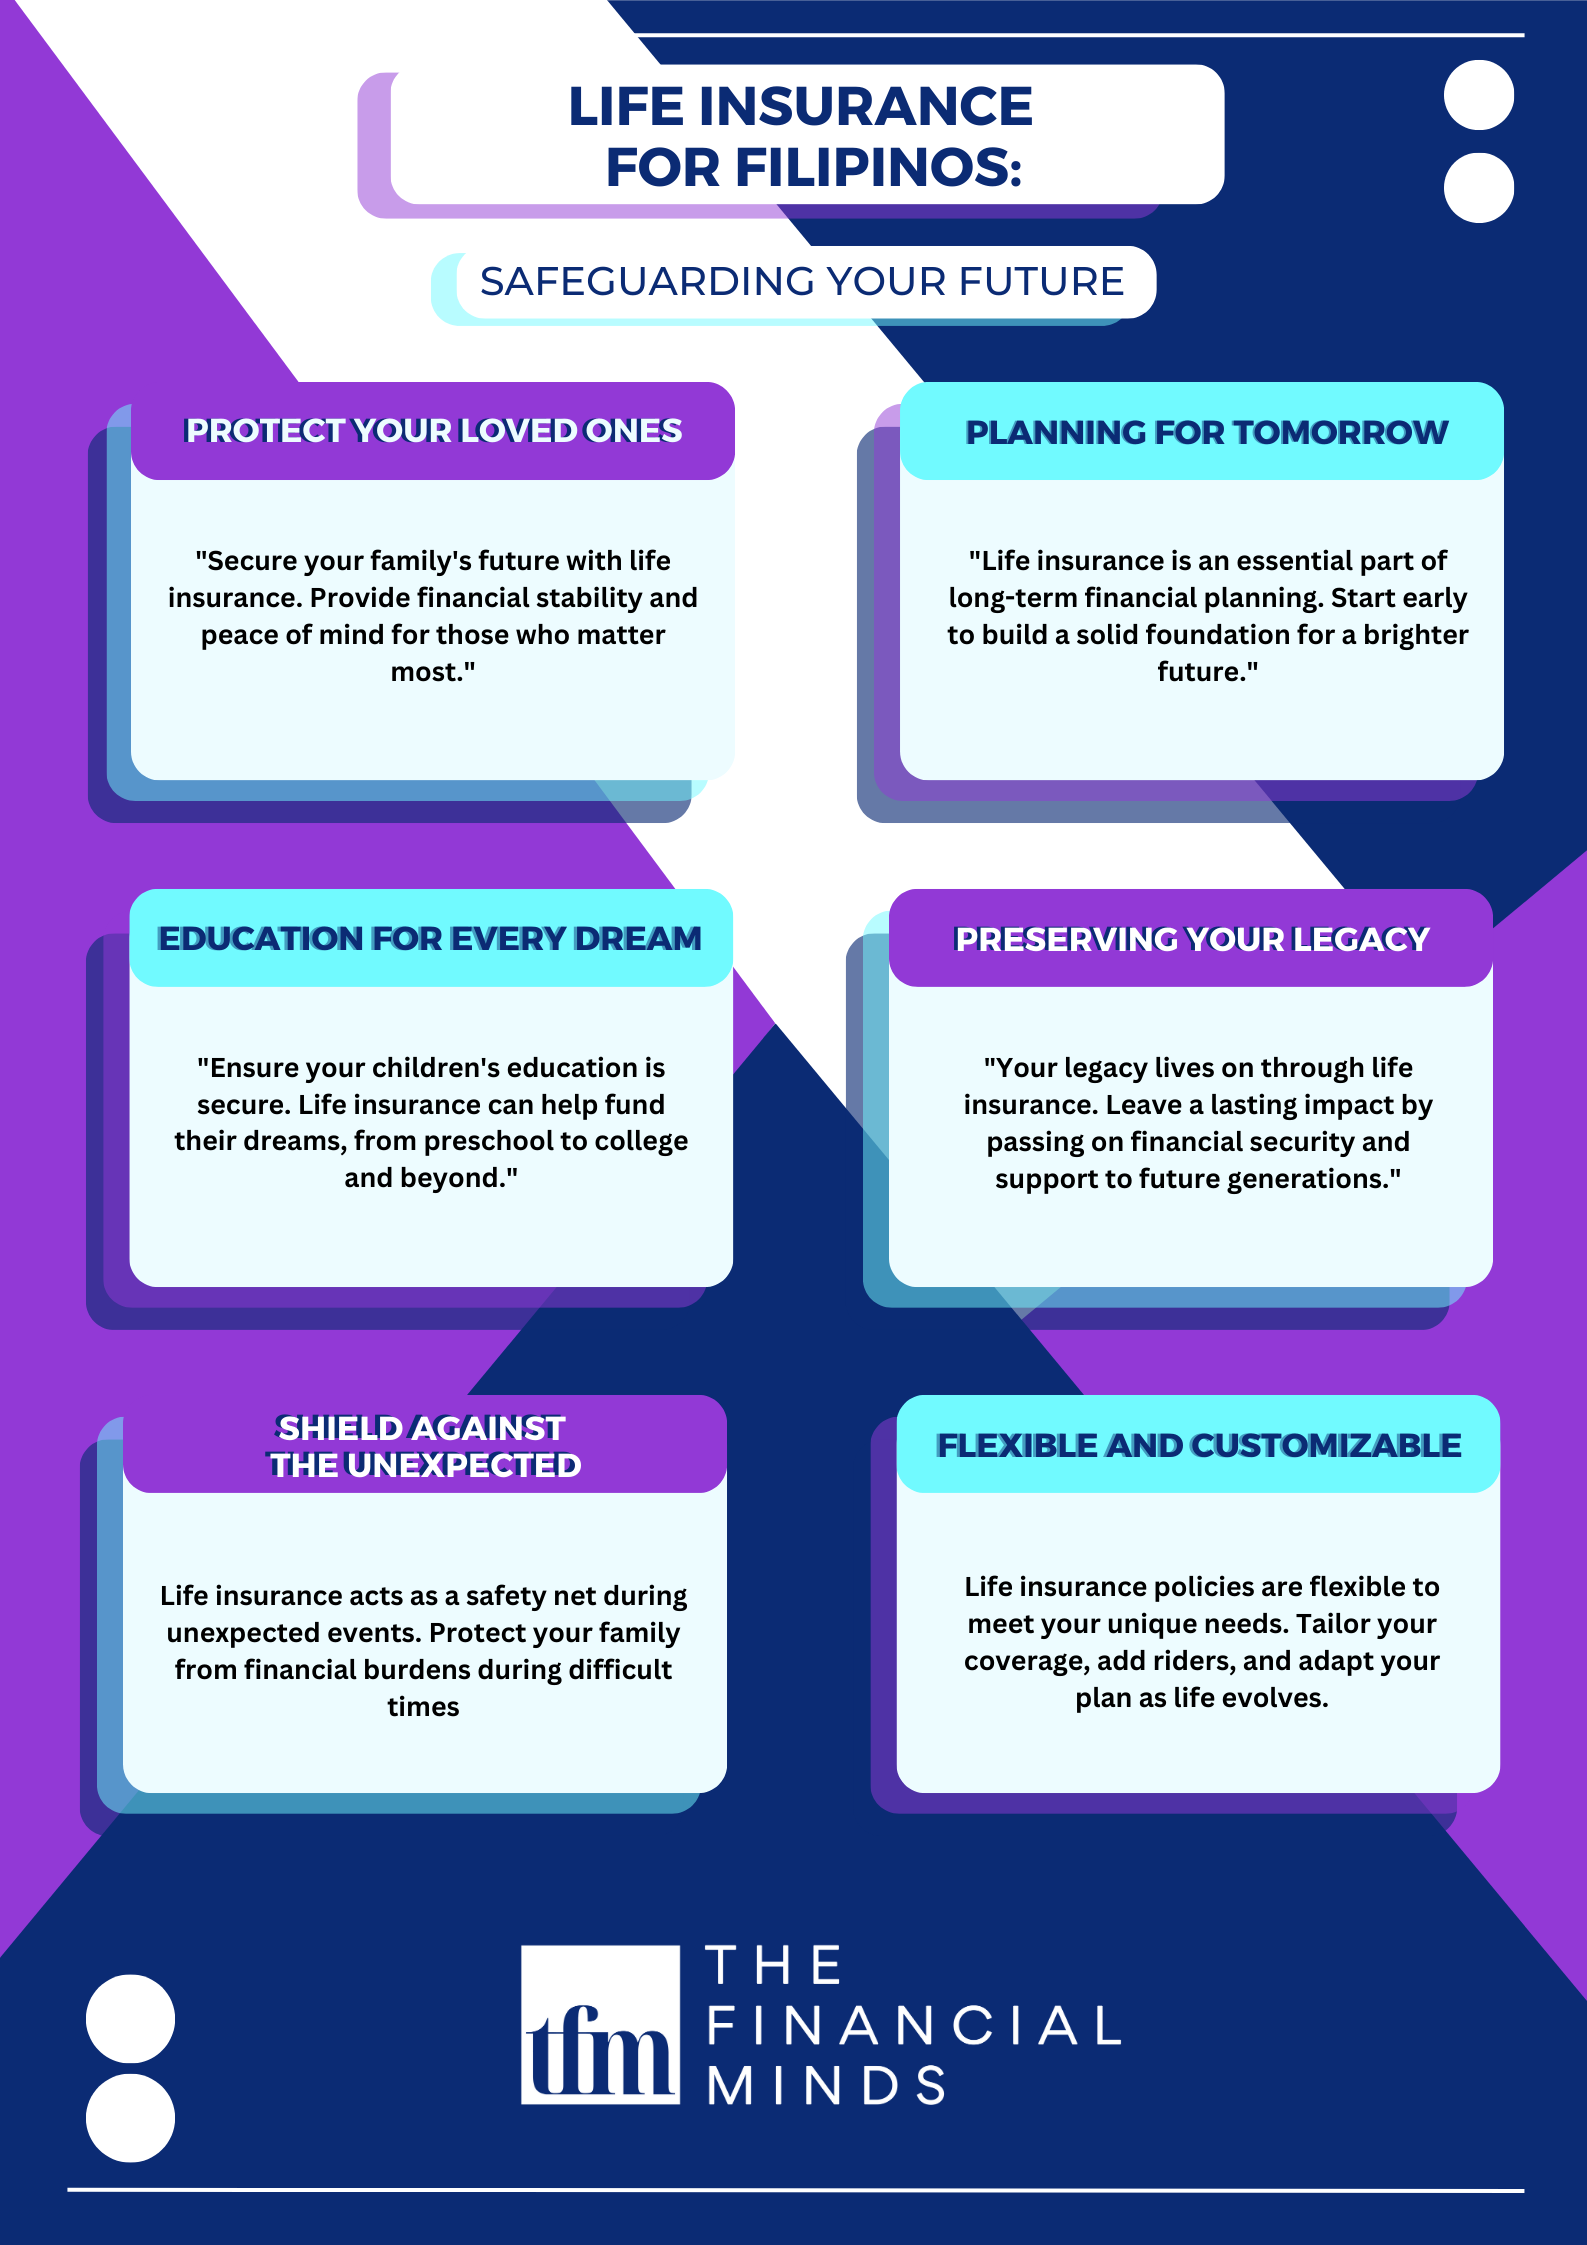 LIFE INSURANCE
FOR FILIPINOS:
SAFEGUARDING YOUR FUTURE
PROTECT YOUR LOVED ONES
"Secure your family's future with life
insurance. Provide financial stability and
peace of mind for those who matter
most."
PLANNING FOR TOMORROW
"Life insurance is an essential part of
long-term financial planning. Start early
to build a solid foundation for a brighter
future."
EDUCATION FOR EVERY DREAM
"Ensure your children's education is
secure. Life insurance can help fund
their dreams, from preschool to college
and beyond."
PRESERVING YOUR LEGACY
"Your legacy lives on through life
insurance. Leave a lasting impact by
passing on financial security and
support to future generations."
SHIELD AGAINST
THE UNEXPECTED
Life insurance acts as a safety net during
unexpected events. Protect your family
from financial burdens during difficult
times
FLEXIBLE AND CUSTOMIZABLE
Life insurance policies are flexible to
meet your unique needs. Tailor your
coverage, add riders, and adapt your
plan as life evolves.
tfm
THE
FINANCIAL
MINDS